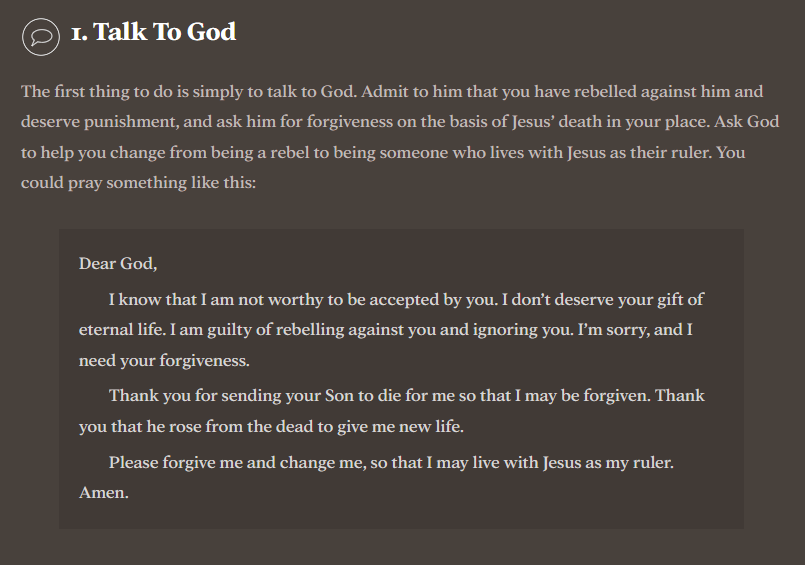 1. Talk To God
The first thing to do is simply to talk to God. Admit to him that you have rebelled against him and
deserve punishment, and ask him for forgiveness on the basis of Jesus’ death in your place. Ask God
to help you change from being a rebel to being someone who lives with Jesus as their ruler. You
could pray something like this:
Dear God,
I know that I am not worthy to be accepted by you. I don’t deserve your gift of
eternal life. I am guilty of rebelling against you and ignoring you. I’m sorry, and I
need your forgiveness.
Thank you for sending your Son to die for me so that I may be forgiven. Thank
you that he rose from the dead to give me new life.
Please forgive me and change me, so that I may live with Jesus as my ruler.
Amen.